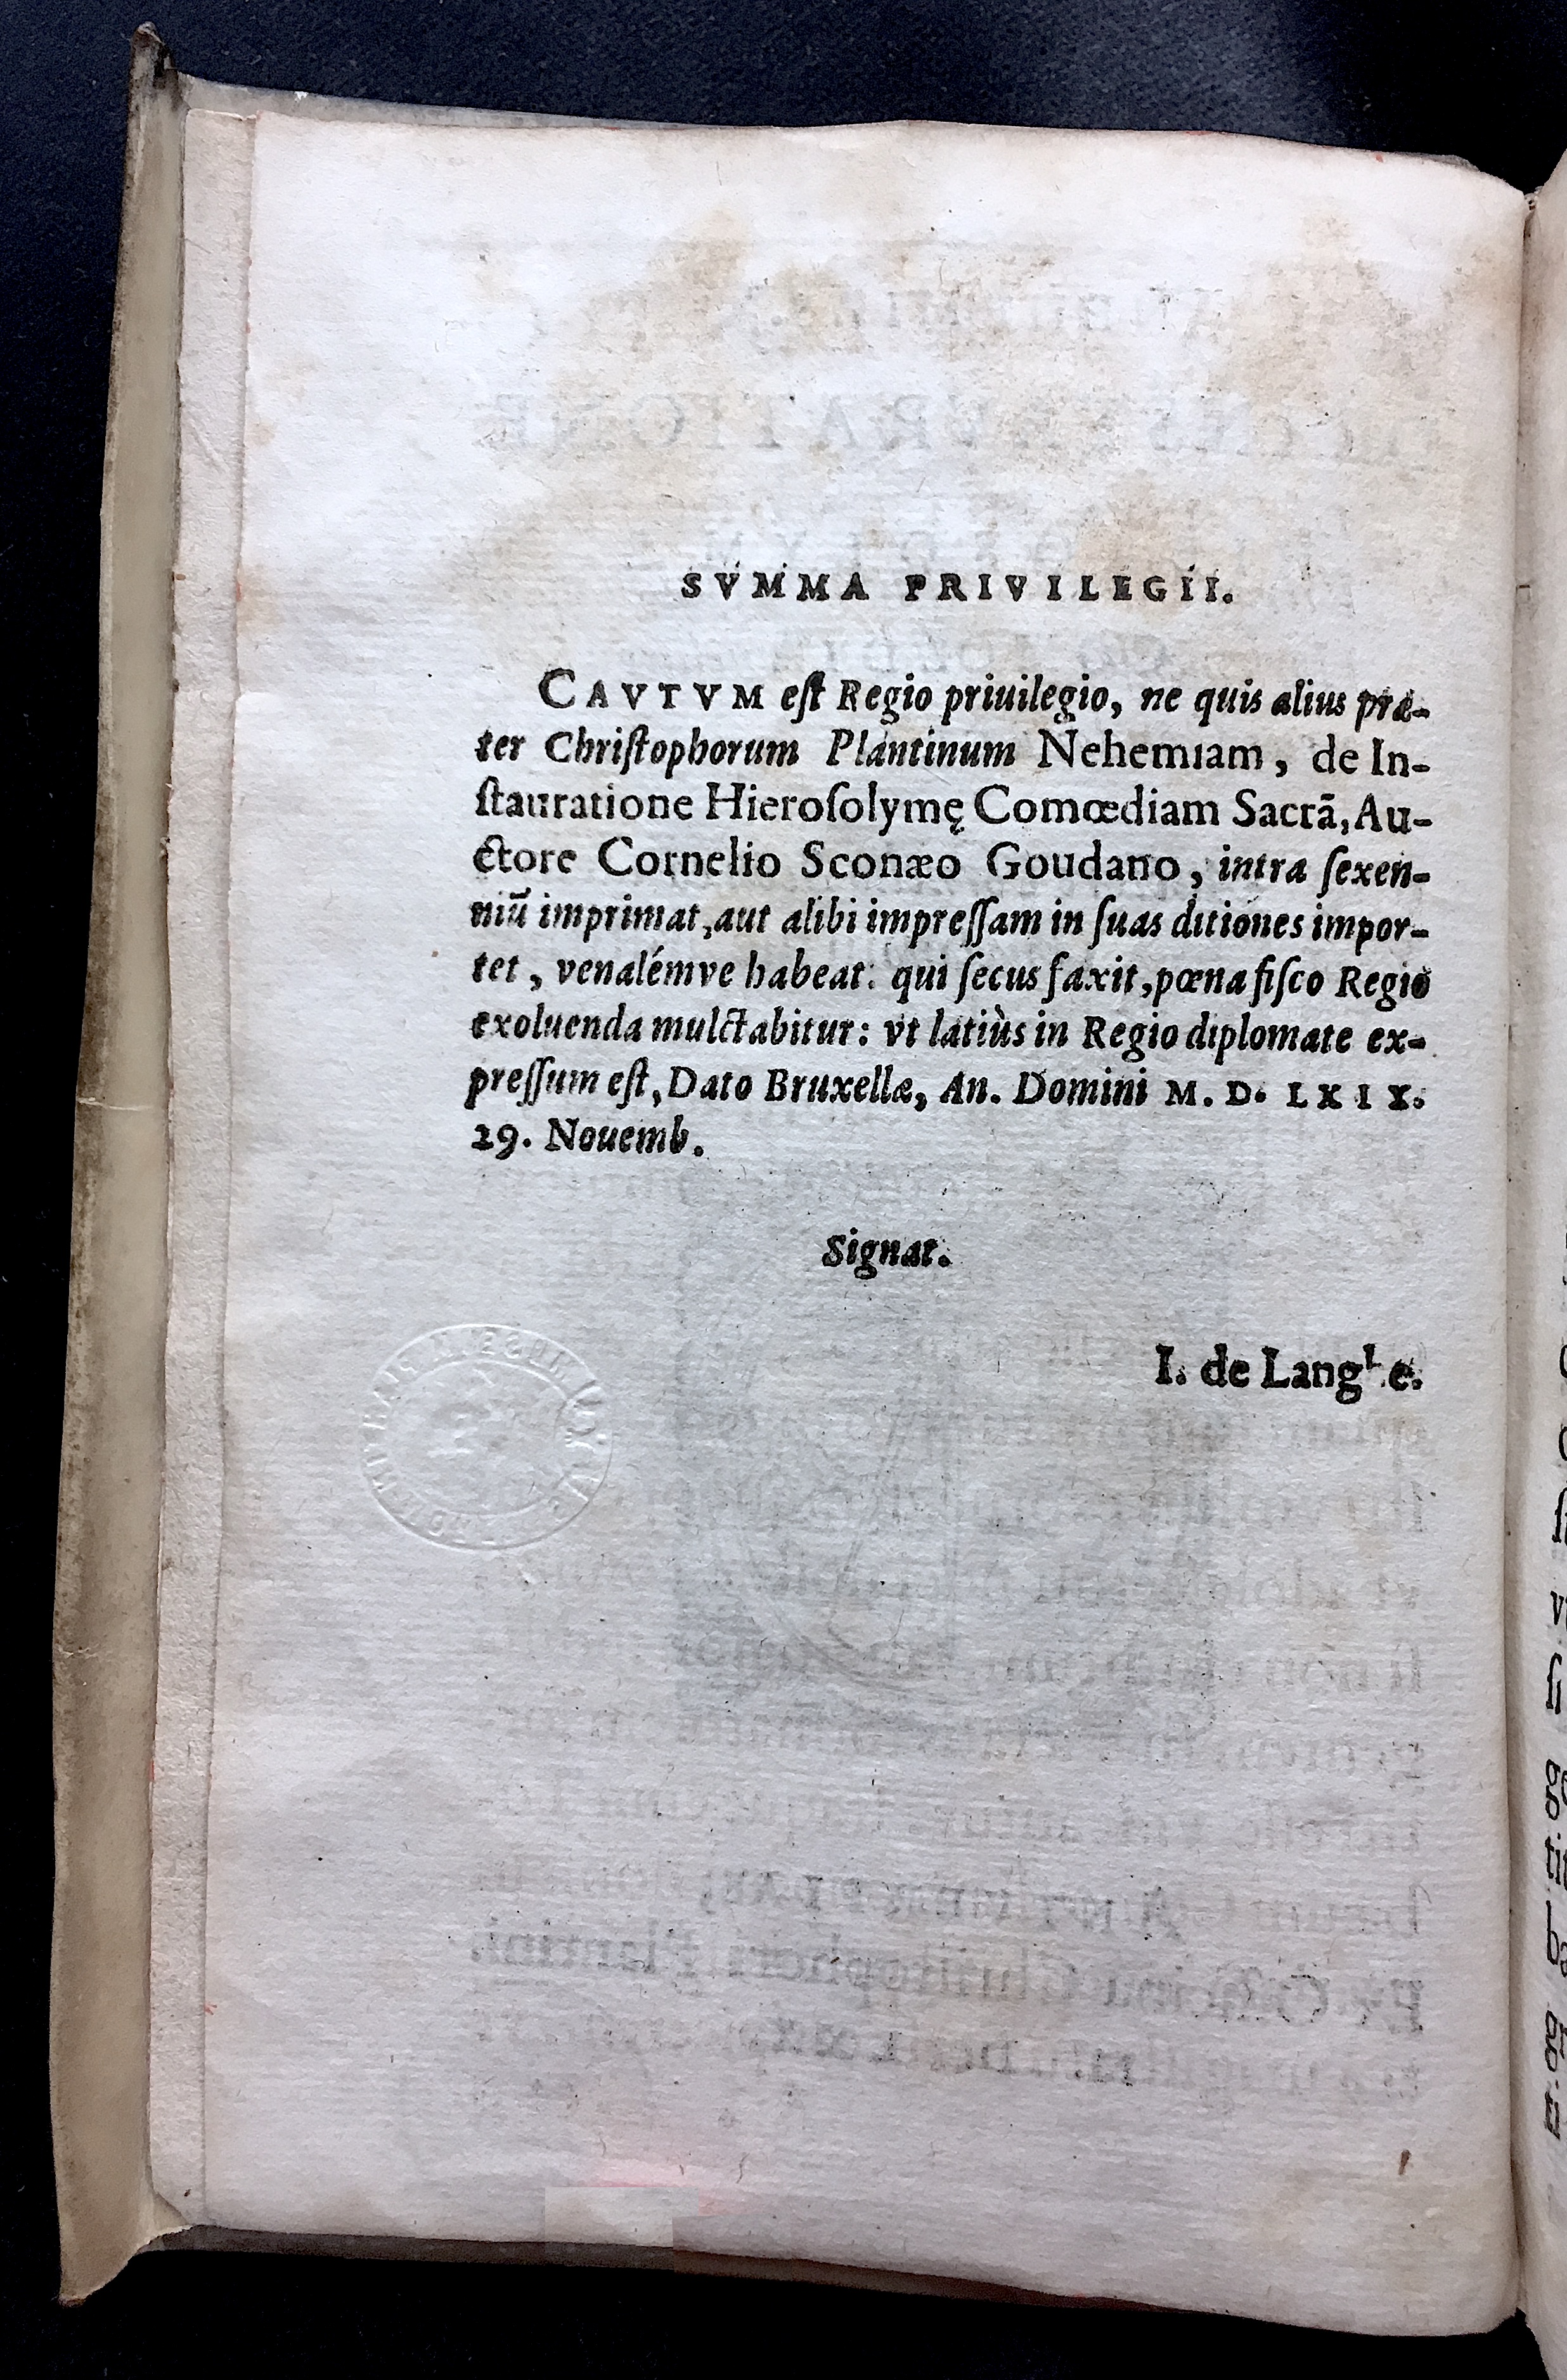 SVMMA PRIVILEGII.
CAVTVM eſt Regio priuilegio, ne quis alius præ-
ter Chriſtophorum Plantinum Nehemiam, de In-
ſtauratione Hieroſolymę Comœdiam Sacrā, Au-
ctore Cornelio Sconæo Goudano, intra ſexen-
niū imprimat, aut alibi impreſſam in ſuas ditiones impor-
tet, venalémve habeat: qui ſecus faxit, pœna fiſco Regio
exoluenda mulctabitur: vt latiùs in Regio diplomate ex-
preſſum eſt, Dato Bruxellæ, An. Domini M. D. LXIX.
29. Nouemb.
Signat.
I. de Langhe.